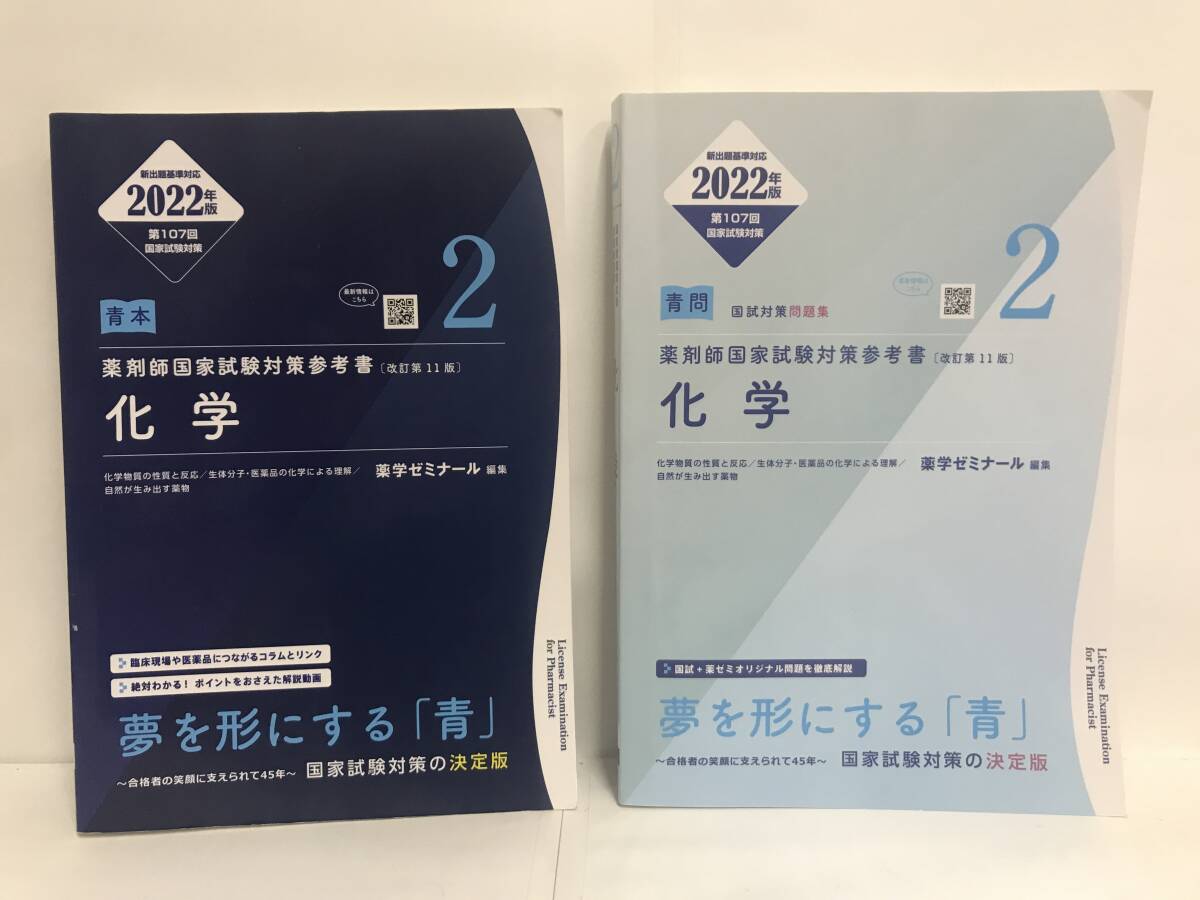 新出題基準対応
2022年版
第107回
国家試験対策
2
最新情報は
こちら
青本
薬剤師国家試験対策参考書〔改訂第11版〕
化学
化学物質の性質と反応/生体分子・医薬品の化学による理解/
自然が生み出す薬物
薬学ゼミナール 編集
臨床現場や医薬品につながるコラムとリンク
絶対わかる! ポイントをおさえた解説動画
夢を形にする「青」
~合格者の笑顔に支えられて45年~ 国家試験対策の決定版
License Examination
for Pharmacist
新出題基準対応
2022年版
第107回
国家試験対策
2
最新情報は
こちら
青問 国試対策問題集
薬剤師国家試験対策参考書〔改訂第11版〕
化学
化学物質の性質と反応/生体分子・医薬品の化学による理解/
自然が生み出す薬物
薬学ゼミナール 編集
国試+薬ゼミオリジナル問題を徹底解説
夢を形にする「青」
~合格者の笑顔に支えられて45年~ 国家試験対策の決定版
License Examination
for Pharmacist